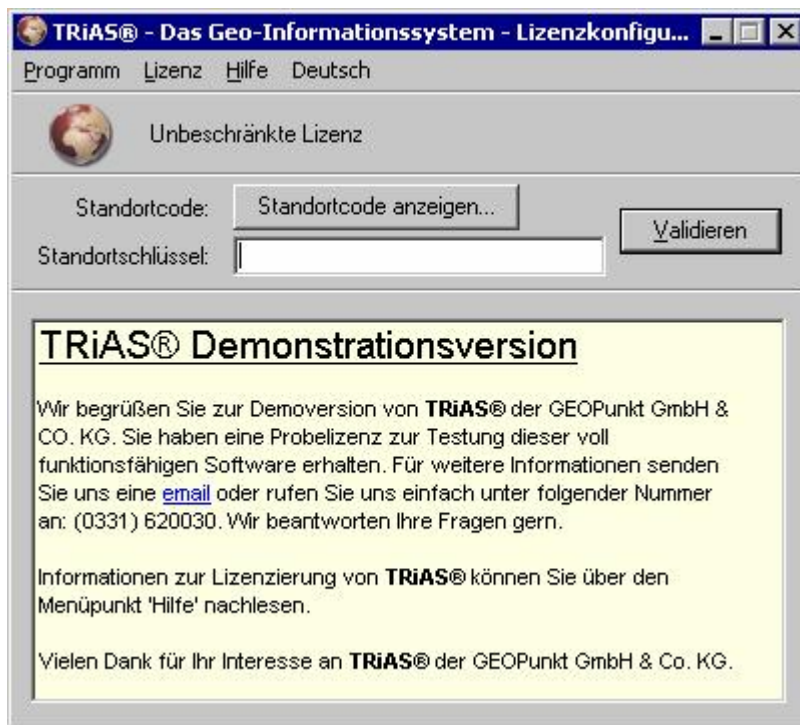 TRiAS® - Das Geo-Informationssystem - Lizenzkonfigu...
Programm Lizenz Hilfe Deutsch
Unbeschränkte Lizenz
Standortcode: Standortcode anzeigen...
Validieren
Standortschlüssel:
TRiAS® Demonstrationsversion
Wir begrüßen Sie zur Demoversion von TRiAS® der GEOPunkt GmbH &
CO. KG. Sie haben eine Probelizenz zur Testung dieser voll
funktionsfähigen Software erhalten. Für weitere Informationen senden
Sie uns eine email oder rufen Sie uns einfach unter folgender Nummer
an: (0331) 620030. Wir beantworten Ihre Fragen gern.
Informationen zur Lizenzierung von TRiAS® können Sie über den
Menüpunkt 'Hilfe' nachlesen.
Vielen Dank für Ihr Interesse an TRiAS® der GEOPunkt GmbH & Co. KG.